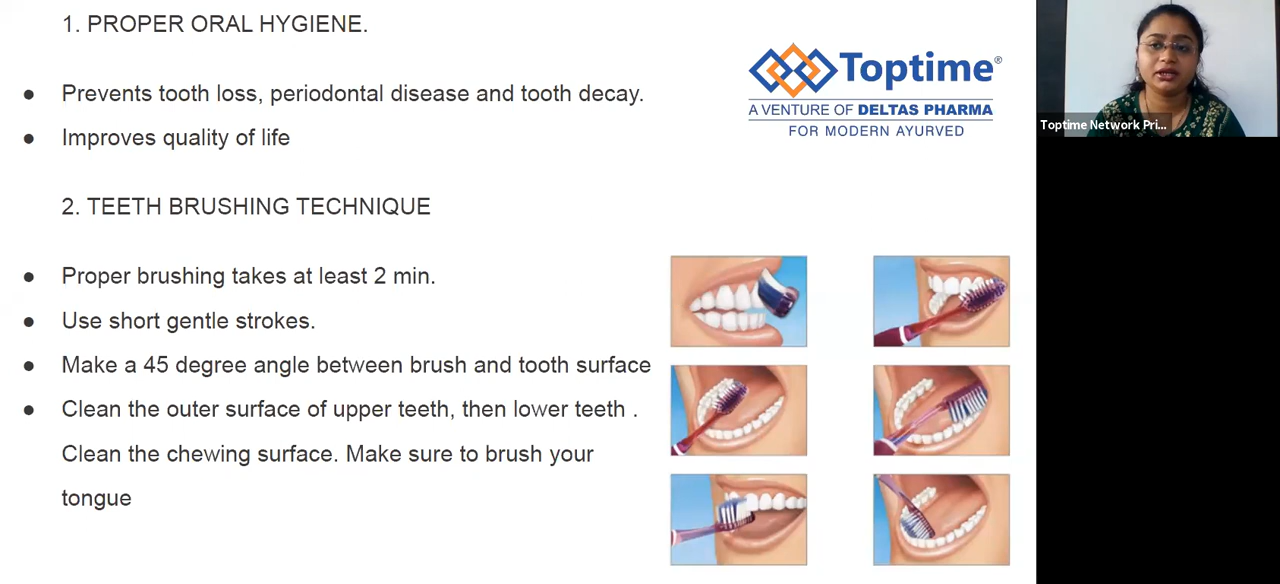 1. PROPER ORAL HYGIENE.
● Prevents tooth loss, periodontal disease and tooth decay.
● Improves quality of life
2. TEETH BRUSHING TECHNIQUE
● Proper brushing takes at least 2 min.
● Use short gentle strokes.
● Make a 45 degree angle between brush and tooth surface
● Clean the outer surface of upper teeth, then lower teeth .
Clean the chewing surface. Make sure to brush your
tongue
Toptime®
A VENTURE OF DELTAS PHARMA
FOR MODERN AYURVED
Toptime Network Pri...